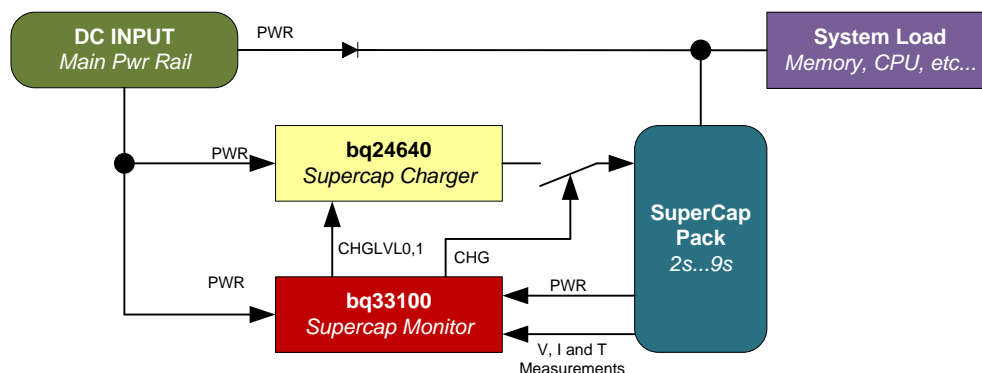 DC INPUT
Main Pwr Rail
PWR
System Load
Memory, CPU, etc...
PWR
bq24640
Supercap Charger
SuperCap
Pack
2s...9s
CHGLVL0,1
CHG
PWR
bq33100
Supercap Monitor
PWR
V, I and T
Measurements